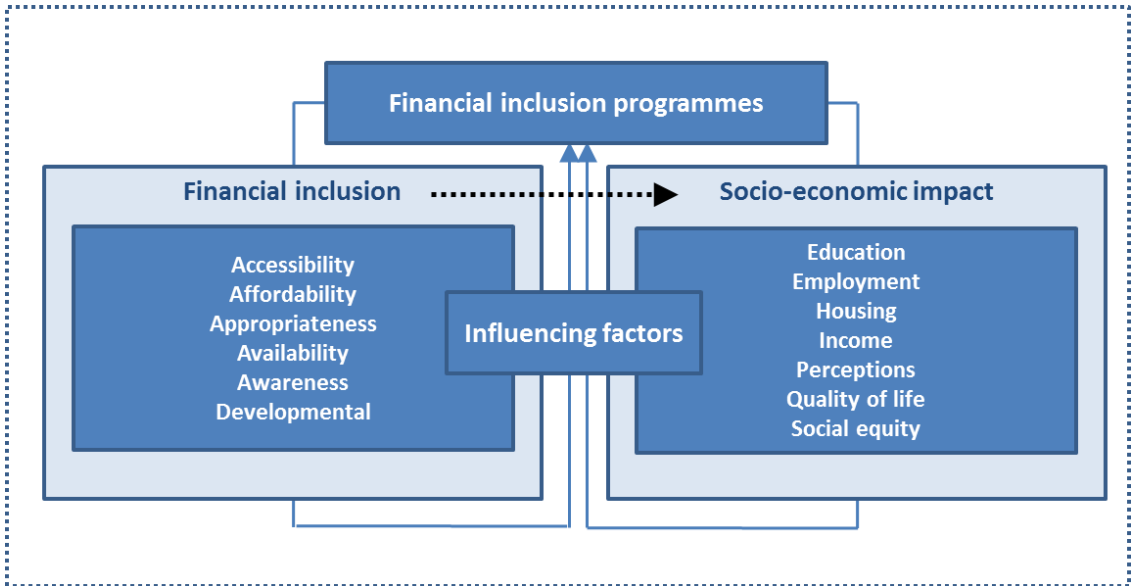 Financial inclusion programmes
Financial inclusion
Accessibility
Affordability
Appropriateness
Availability
Awareness
Developmental
Influencing factors
Socio-economic impact
Education
Employment
Housing
Income
Perceptions
Quality of life
Social equity